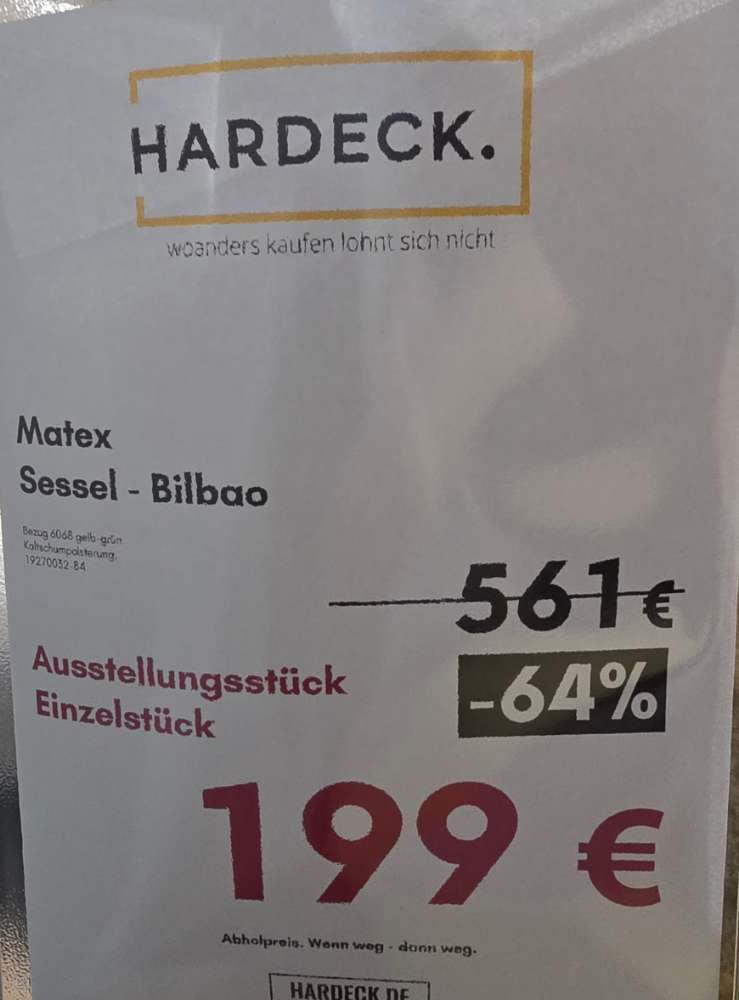 HARDECK.
woanders kaufen lohnt sich nicht
Matex
Sessel - Bilbao
Bezug 6068 gelb-grün
Kaltschumpolsterung.
19270032-84
561€
-64%
Ausstellungsstück
Einzelstück
199 €
Abholpreis. Wenn weg - dann weg.
HARDECK.DE